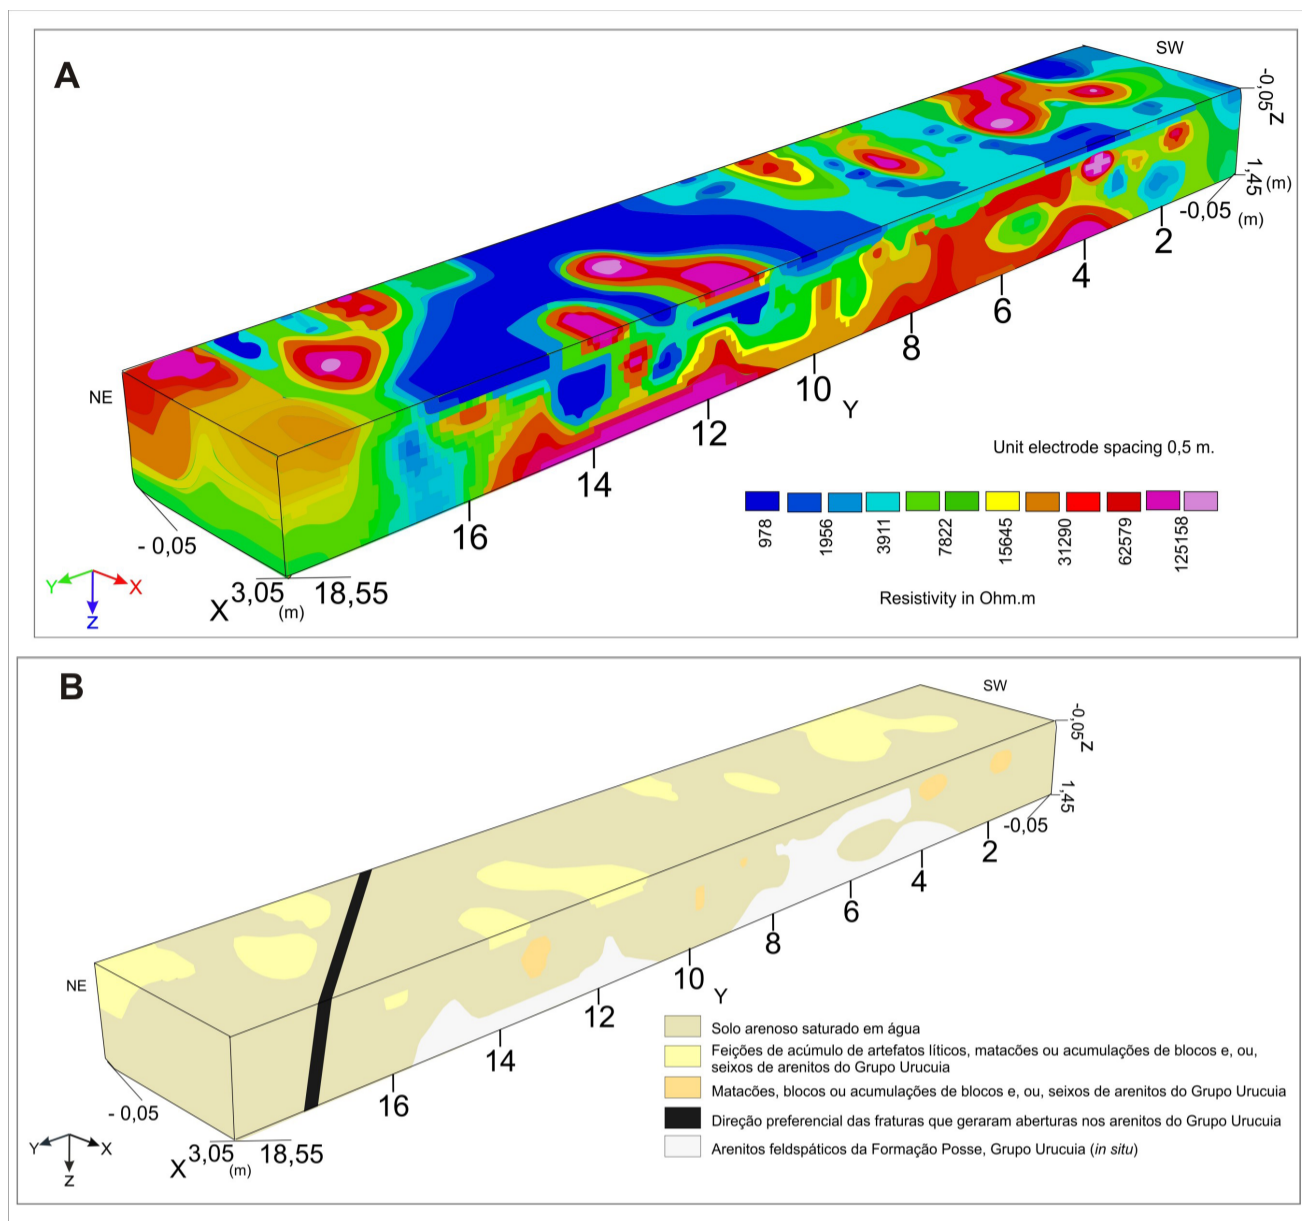 A
SW
-0,05
Z
1,45
(m)
-0,05
(m)
2
4
6
8
10
Y
12
14
16
NE
- 0,05
X
3,05
(m)
18,55
Y
X
Z
Unit electrode spacing 0,5 m.
978
1956
3911
7822
15645
31290
62579
125158
Resistivity in Ohm.m
B
SW
-0,05
Z
1,45
-0,05
2
4
6
8
10
Y
12
14
16
NE
- 0,05
X
3,05
(m)
18,55
Y
X
Z
Solo arenoso saturado em água
Feições de acúmulo de artefatos líticos, matacões ou acumulações de blocos e, ou,
seixos de arenitos do Grupo Urucuia
Matacões, blocos ou acumulações de blocos e, ou, seixos de arenitos do Grupo Urucuia
Direção preferencial das fraturas que geraram aberturas nos arenitos do Grupo Urucuia
Arenitos feldspáticos da Formação Posse, Grupo Urucuia (in situ)